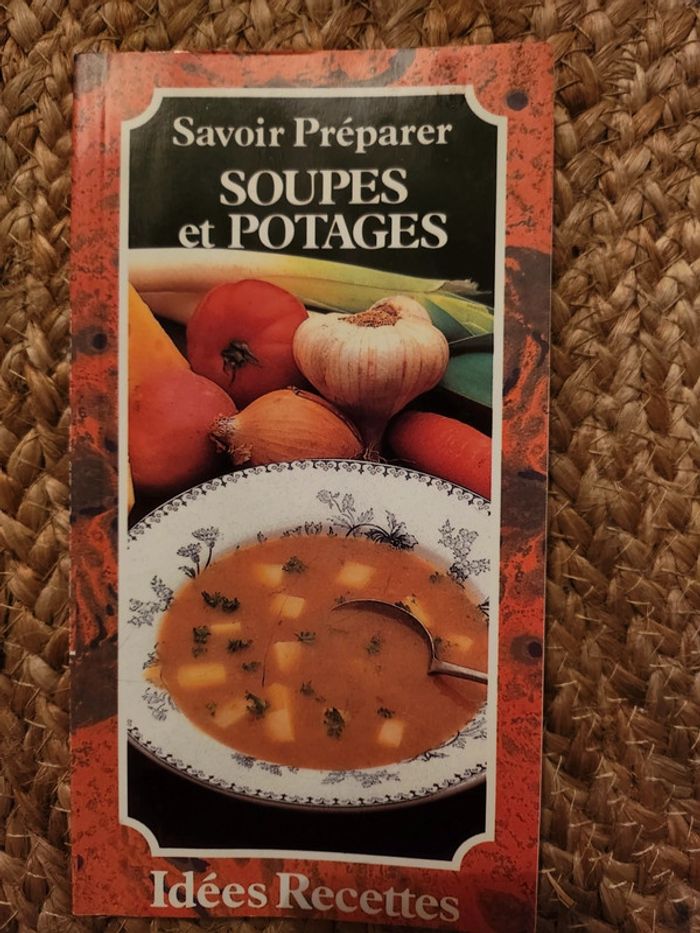 Savoir Préparer
SOUPES
et POTAGES
Idées Recettes